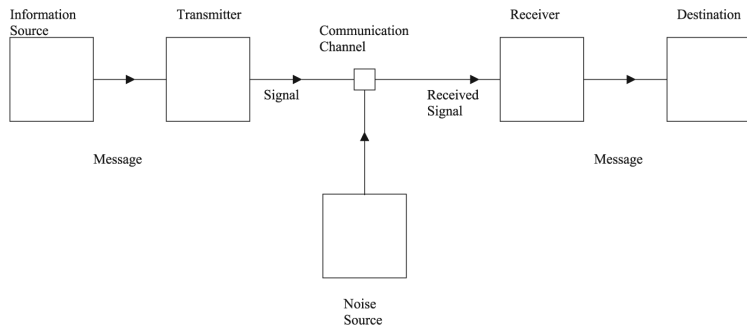 Information
Source
Transmitter
Communication
Channel
Receiver
Destination
Signal
Received
Signal
Message
Message
Noise
Source